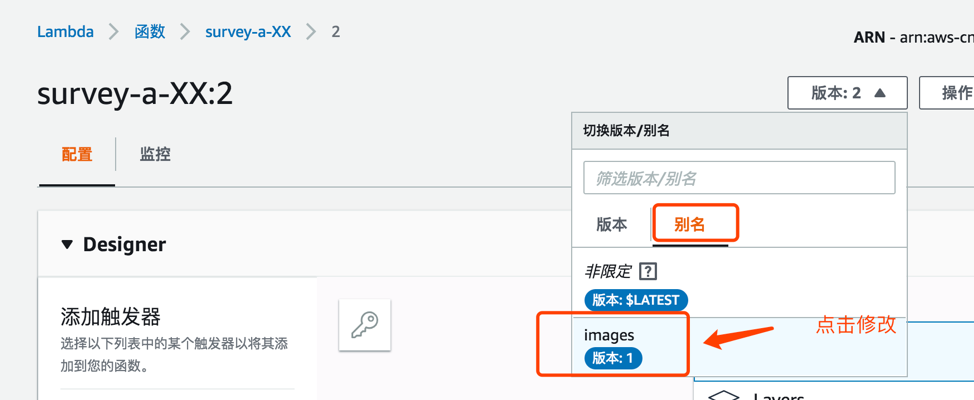 Lambda > 函数 > survey-a-XX > 2
ARN - arn:aws-cn
survey-a-XX:2
版本: 2 ▲
操作
切换版本/别名
配置
监控
筛选版本/别名
版本
别名
▼ Designer
非限定 ?
版本: $LATEST
添加触发器
选择以下列表中的某个触发器以将其添
加到您的函数。
images
版本: 1
点击修改
Layers